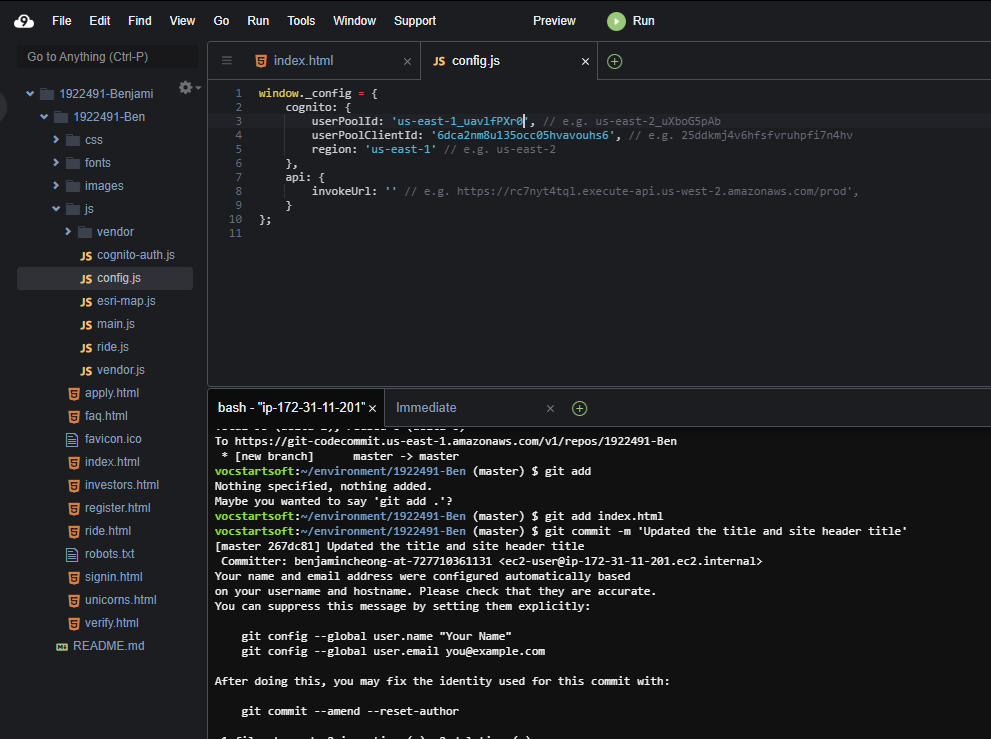 File Edit Find View Go Run Tools Window Support Preview Run
Go to Anything (Ctrl-P)
1922491-Benjami
1922491-Ben
css
fonts
images
js
vendor
JS cognito-auth.js
JS config.js
JS esri-map.js
JS main.js
JS ride.js
JS vendor.js
apply.html
faq.html
favicon.ico
index.html
investors.html
register.html
ride.html
robots.txt
signin.html
unicorns.html
verify.html
README.md
index.html × JS config.js ×
1 window._config = {
2 cognito: {
3 userPoolId: 'us-east-1_uavlfPXr0', // e.g. us-east-2_uXboG5pAb
4 userPoolClientId: '6dca2nm8u135occ05hvavouhs6', // e.g. 25ddkmj4v6hfsfvruhpfi7n4hv
5 region: 'us-east-1' // e.g. us-east-2
6 },
7 api: {
8 invokeUrl: '' // e.g. https://rc7nyt4tql.execute-api.us-west-2.amazonaws.com/prod',
9 }
10 };
11
bash - "ip-172-31-11-201" × Immediate ×
To https://git-codecommit.us-east-1.amazonaws.com/v1/repos/1922491-Ben
* [new branch] master -> master
vocstartsoft:~/environment/1922491-Ben (master) $ git add
Nothing specified, nothing added.
Maybe you wanted to say 'git add .'?
vocstartsoft:~/environment/1922491-Ben (master) $ git add index.html
vocstartsoft:~/environment/1922491-Ben (master) $ git commit -m 'Updated the title and site header title'
[master 267dc81] Updated the title and site header title
Committer: benjamincheong-at-727710361131 <ec2-user@ip-172-31-11-201.ec2.internal>
Your name and email address were configured automatically based
on your username and hostname. Please check that they are accurate.
You can suppress this message by setting them explicitly:
git config --global user.name "Your Name"
git config --global user.email you@example.com
After doing this, you may fix the identity used for this commit with:
git commit --amend --reset-author